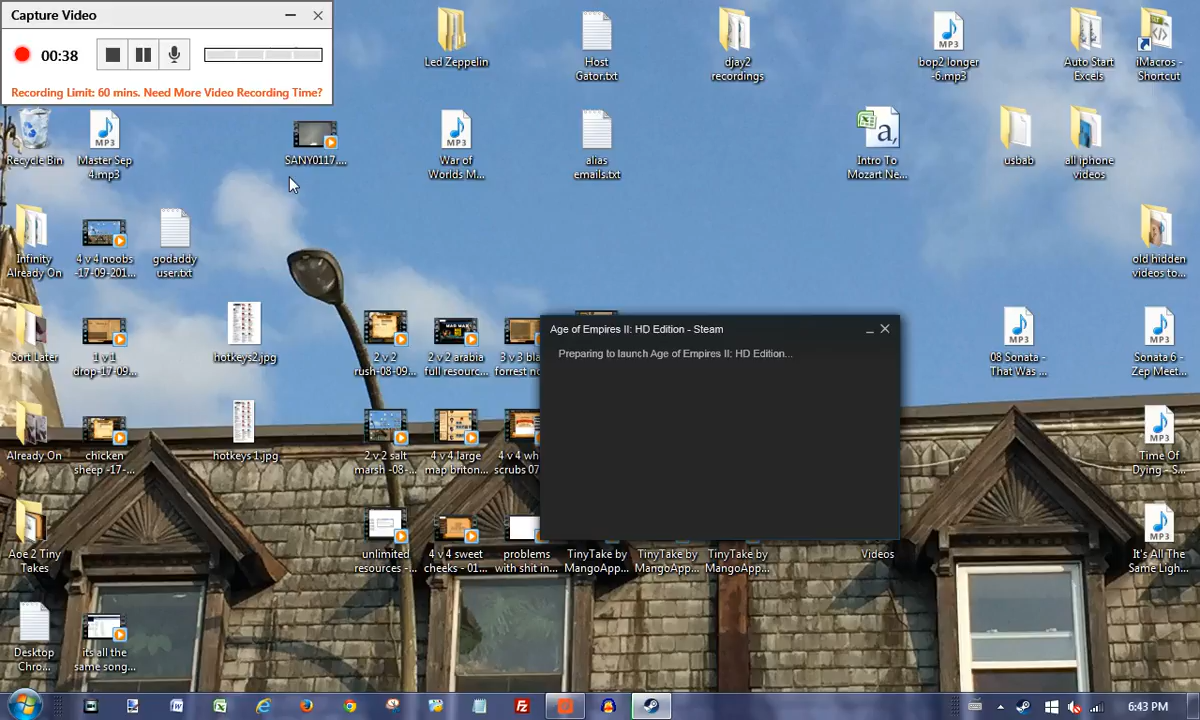 Capture Video
00:38
Recording Limit: 60 mins. Need More Video Recording Time?
Led Zeppelin
Host
Gator.txt
djay2
recordings
bop2 longer
-6.mp3
Auto Start
Excels
iMacros -
Shortcut
Recycle Bin
MP3
Master Sep
4.mp3
SANY0117....
MP3
War of
Worlds M...
alias
emails.txt
a,
Intro To
Mozart Ne...
usbab
all iphone
videos
Infinity
Already On
4 v 4 noobs
-17-09-201...
godaddy
user.txt
old hidden
videos to...
Sort Later
1 v 1
drop-17-09...
hotkeys2.jpg
2 v 2
rush-08-09...
2 v 2 arabia
full resourc...
3 v 3 bla
forrest no
Age of Empires II: HD Edition - Steam
Preparing to launch Age of Empires II: HD Edition...
MP3
08 Sonata -
That Was ...
MP3
Sonata 6 -
Zep Meet...
Already On
chicken
sheep -17-...
hotkeys 1.jpg
2 v 2 salt
marsh -08-...
4 v 4 large
map briton...
4 v 4 wh
scrubs 07
MP3
Time Of
Dying - S...
Aoe 2 Tiny
Takes
unlimited
resources -...
4 v 4 sweet
cheeks - 01...
problems
with shit in...
TinyTake by
MangoApp...
TinyTake by
MangoApp...
TinyTake by
MangoApp...
Videos
MP3
It's All The
Same Ligh...
Desktop
Chro...
its all the
same song...
6:43 PM